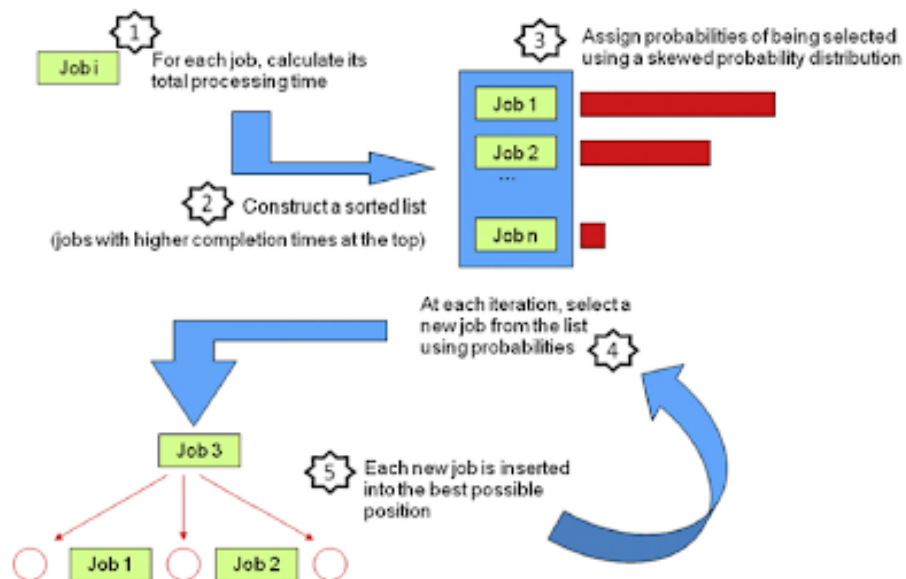 1
Job i
For each job, calculate its
total processing time
2
Construct a sorted list
(jobs with higher completion times at the top)
3
Assign probabilities of being selected
using a skewed probability distribution
Job 1
Job 2
...
Job n
At each iteration, select a
new job from the list
using probabilities
4
Job 3
5
Each new job is inserted
into the best possible
position
Job 1
Job 2